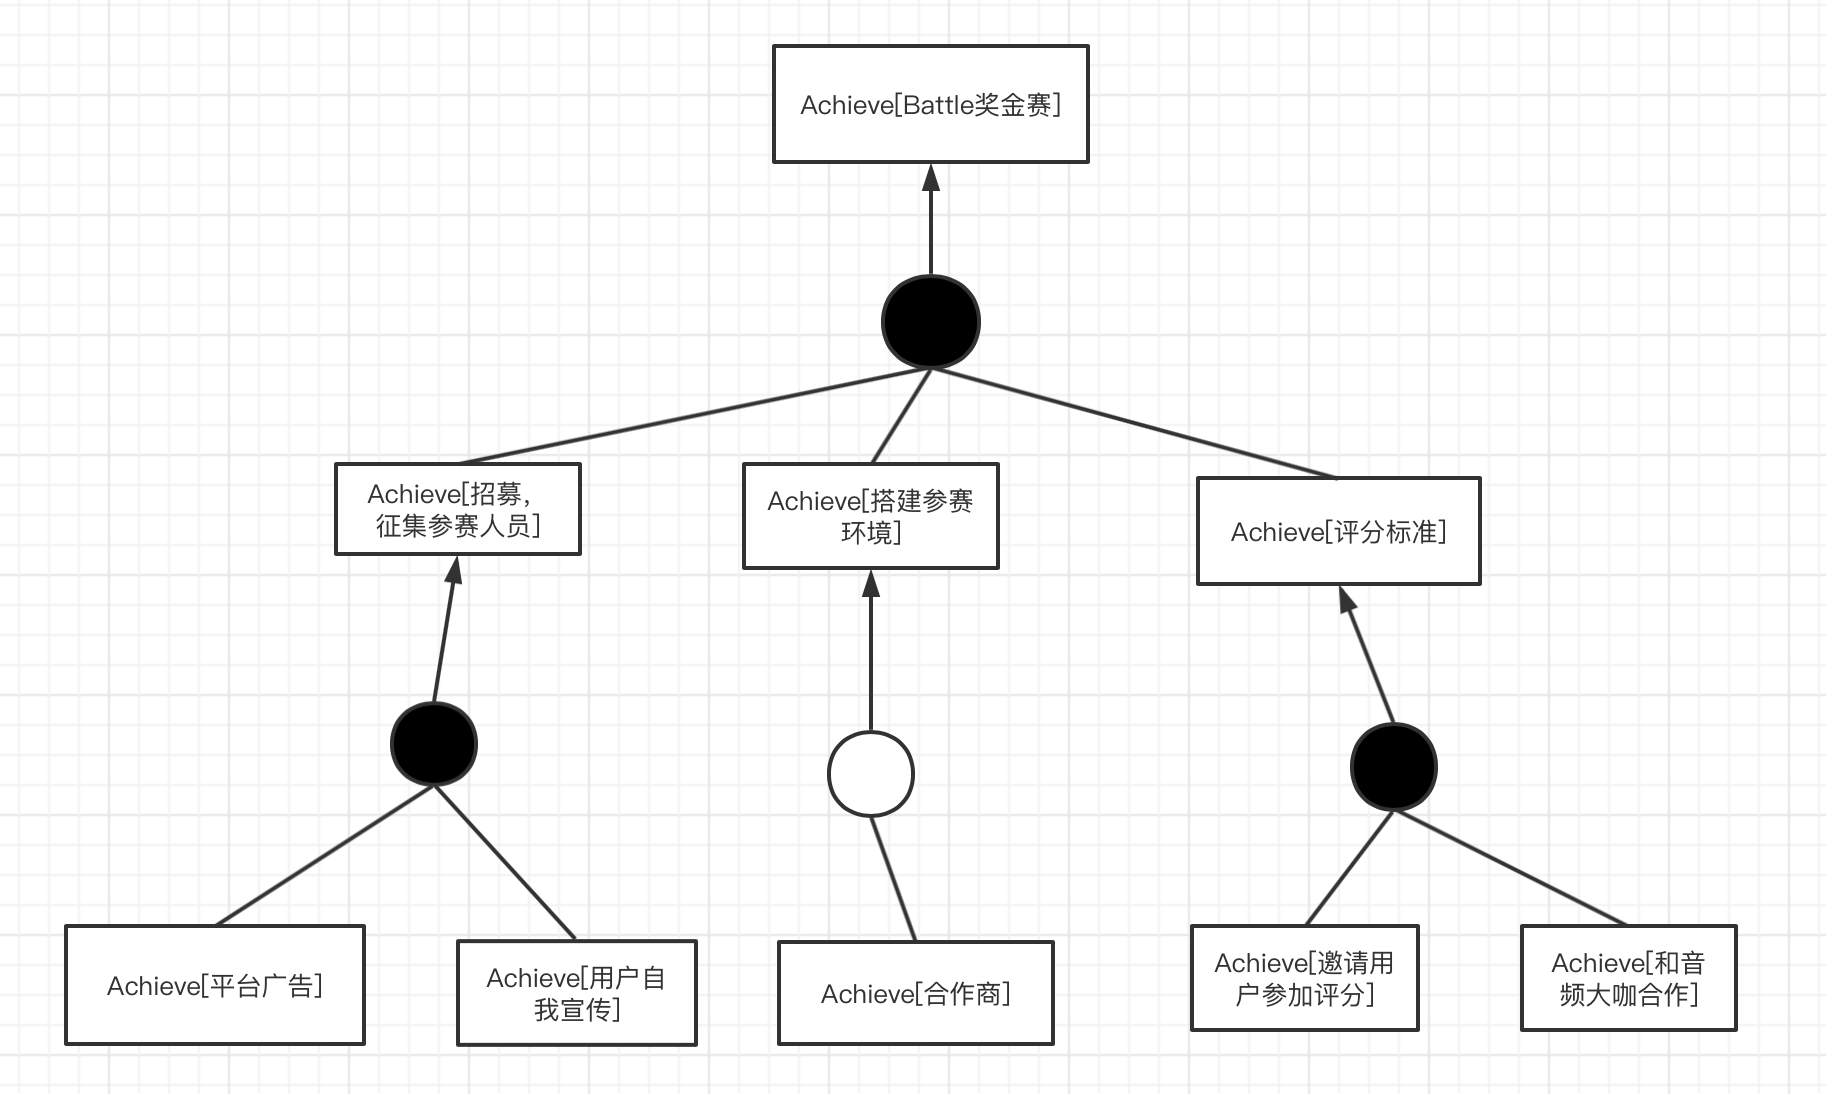 Achieve[Battle奖金赛]
Achieve[招募，
征集参赛人员]
Achieve[搭建参赛
环境]
Achieve[评分标准]
Achieve[平台广告]
Achieve[用户自
我宣传]
Achieve[合作商]
Achieve[邀请用
户参加评分]
Achieve[和音
频大咖合作]